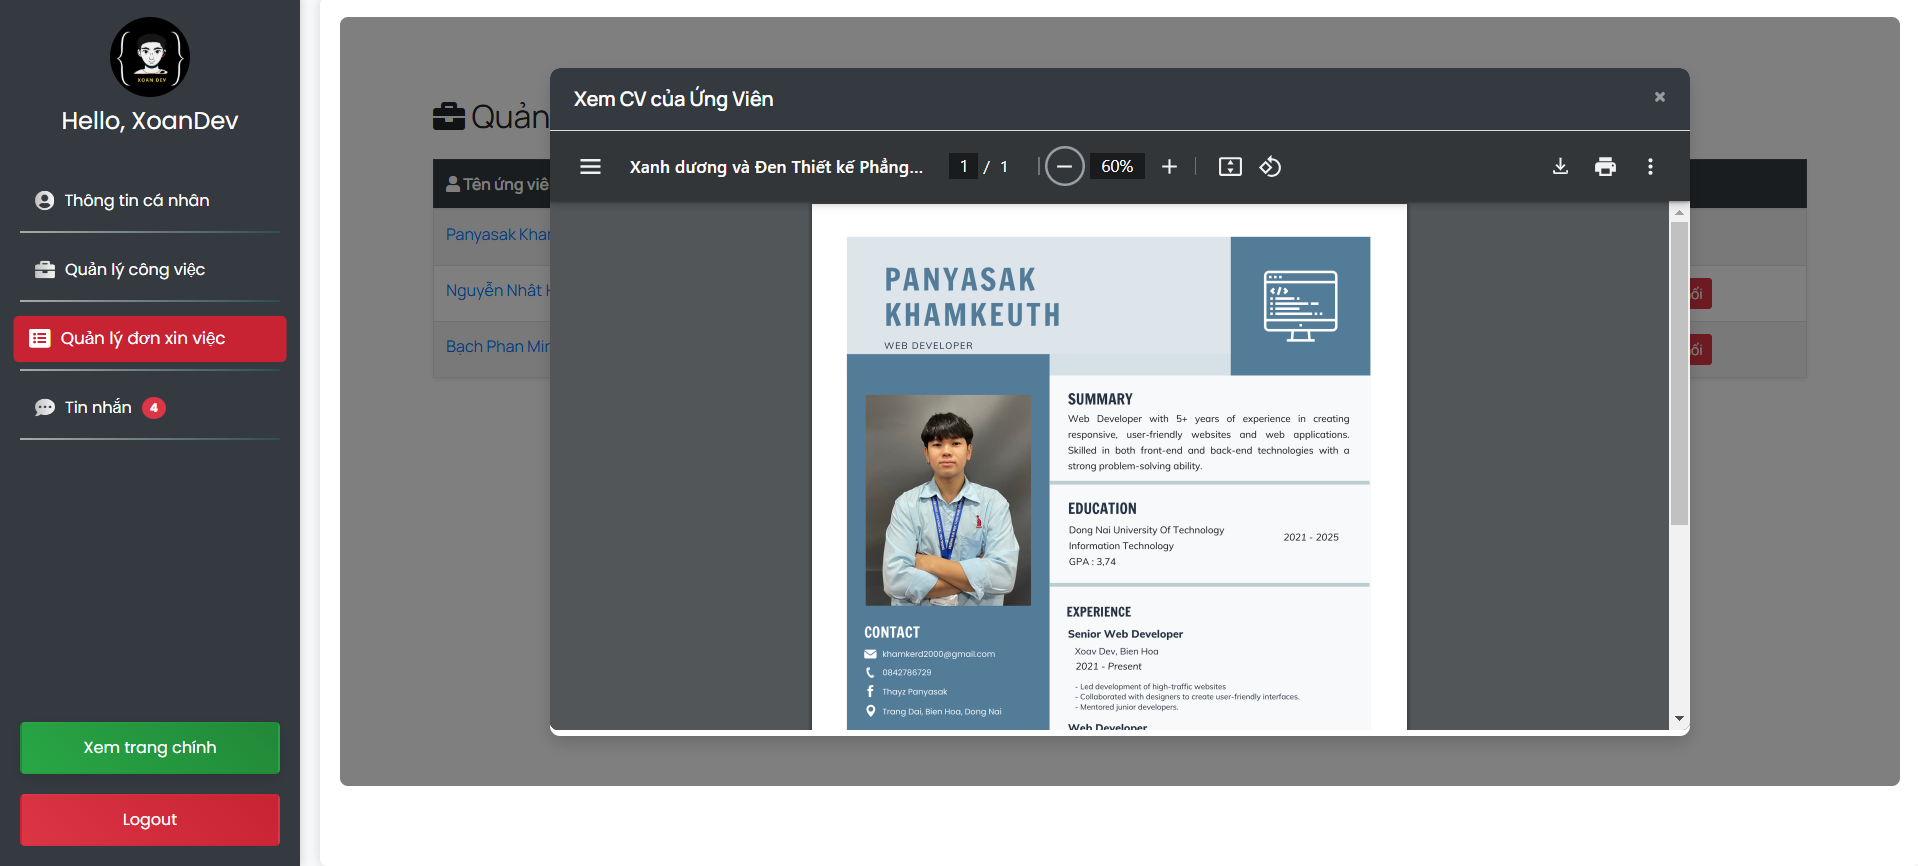 XOAN DEV
Hello, XoanDev
Thông tin cá nhân
Quản lý công việc
Quản lý đơn xin việc
Tin nhắn 4
Xem trang chính
Logout
Quản
Tên ứng viê
Panyasak Khar
Nguyễn Nhât H
Bạch Phan Mir
ối
ối
Xem CV của Ứng Viên ×
Xanh dương và Đen Thiết kế Phẳng... 1 / 1 60%
PANYASAK
KHAMKEUTH
WEB DEVELOPER
SUMMARY
Web Developer with 5+ years of experience in creating
responsive, user-friendly websites and web applications.
Skilled in both front-end and back-end technologies with a
strong problem-solving ability.
EDUCATION
Dong Nai University Of Technology
Information Technology
GPA : 3,74
2021 - 2025
CONTACT
khamkerd2000@gmail.com
0842786729
Thayz Panyasak
Trang Dai, Bien Hoa, Dong Nai
EXPERIENCE
Senior Web Developer
Xoav Dev, Bien Hoa
2021 - Present
- Led development of high-traffic websites
- Collaborated with designers to create user-friendly interfaces.
- Mentored junior developers.
Web Developer